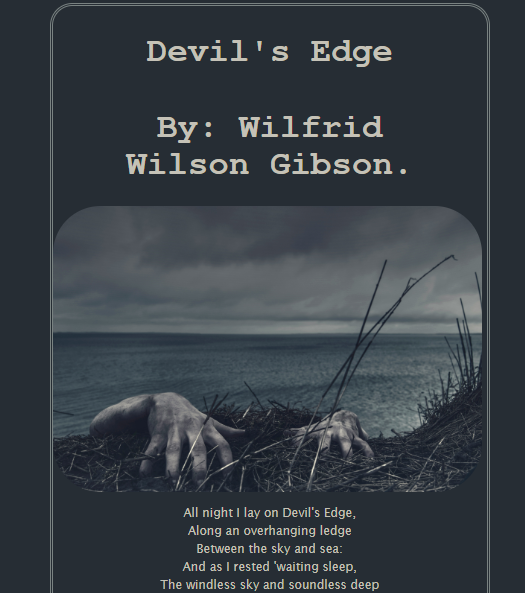 Devil's Edge
By: Wilfrid
Wilson Gibson.
All night I lay on Devil's Edge,
Along an overhanging ledge
Between the sky and sea:
And as I rested 'waiting sleep,
The windless sky and soundless deep